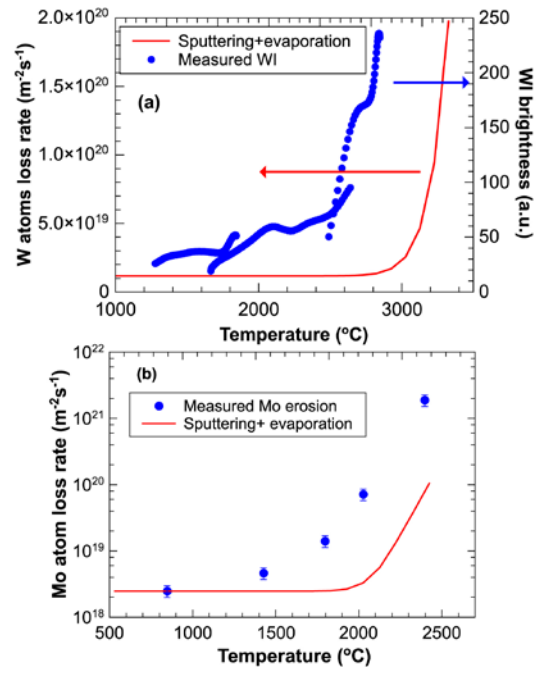 2.0×10²⁰
1.5×10²⁰
1.0×10²⁰
5.0×10¹⁹
0
W atoms loss rate (m⁻²s⁻¹)
Sputtering+evaporation)
Measured WI
(a)
250
200
150
100
50
0
WI brightness (a.u.)
1000 2000 3000
Temperature (°C)
10²²
10²¹
10²⁰
10¹⁹
10¹⁸
Mo atom loss rate (m⁻²s⁻¹)
(b)
Measured Mo erosion
Sputtering+ evaporation)
500 1000 1500 2000 2500
Temperature (°C)